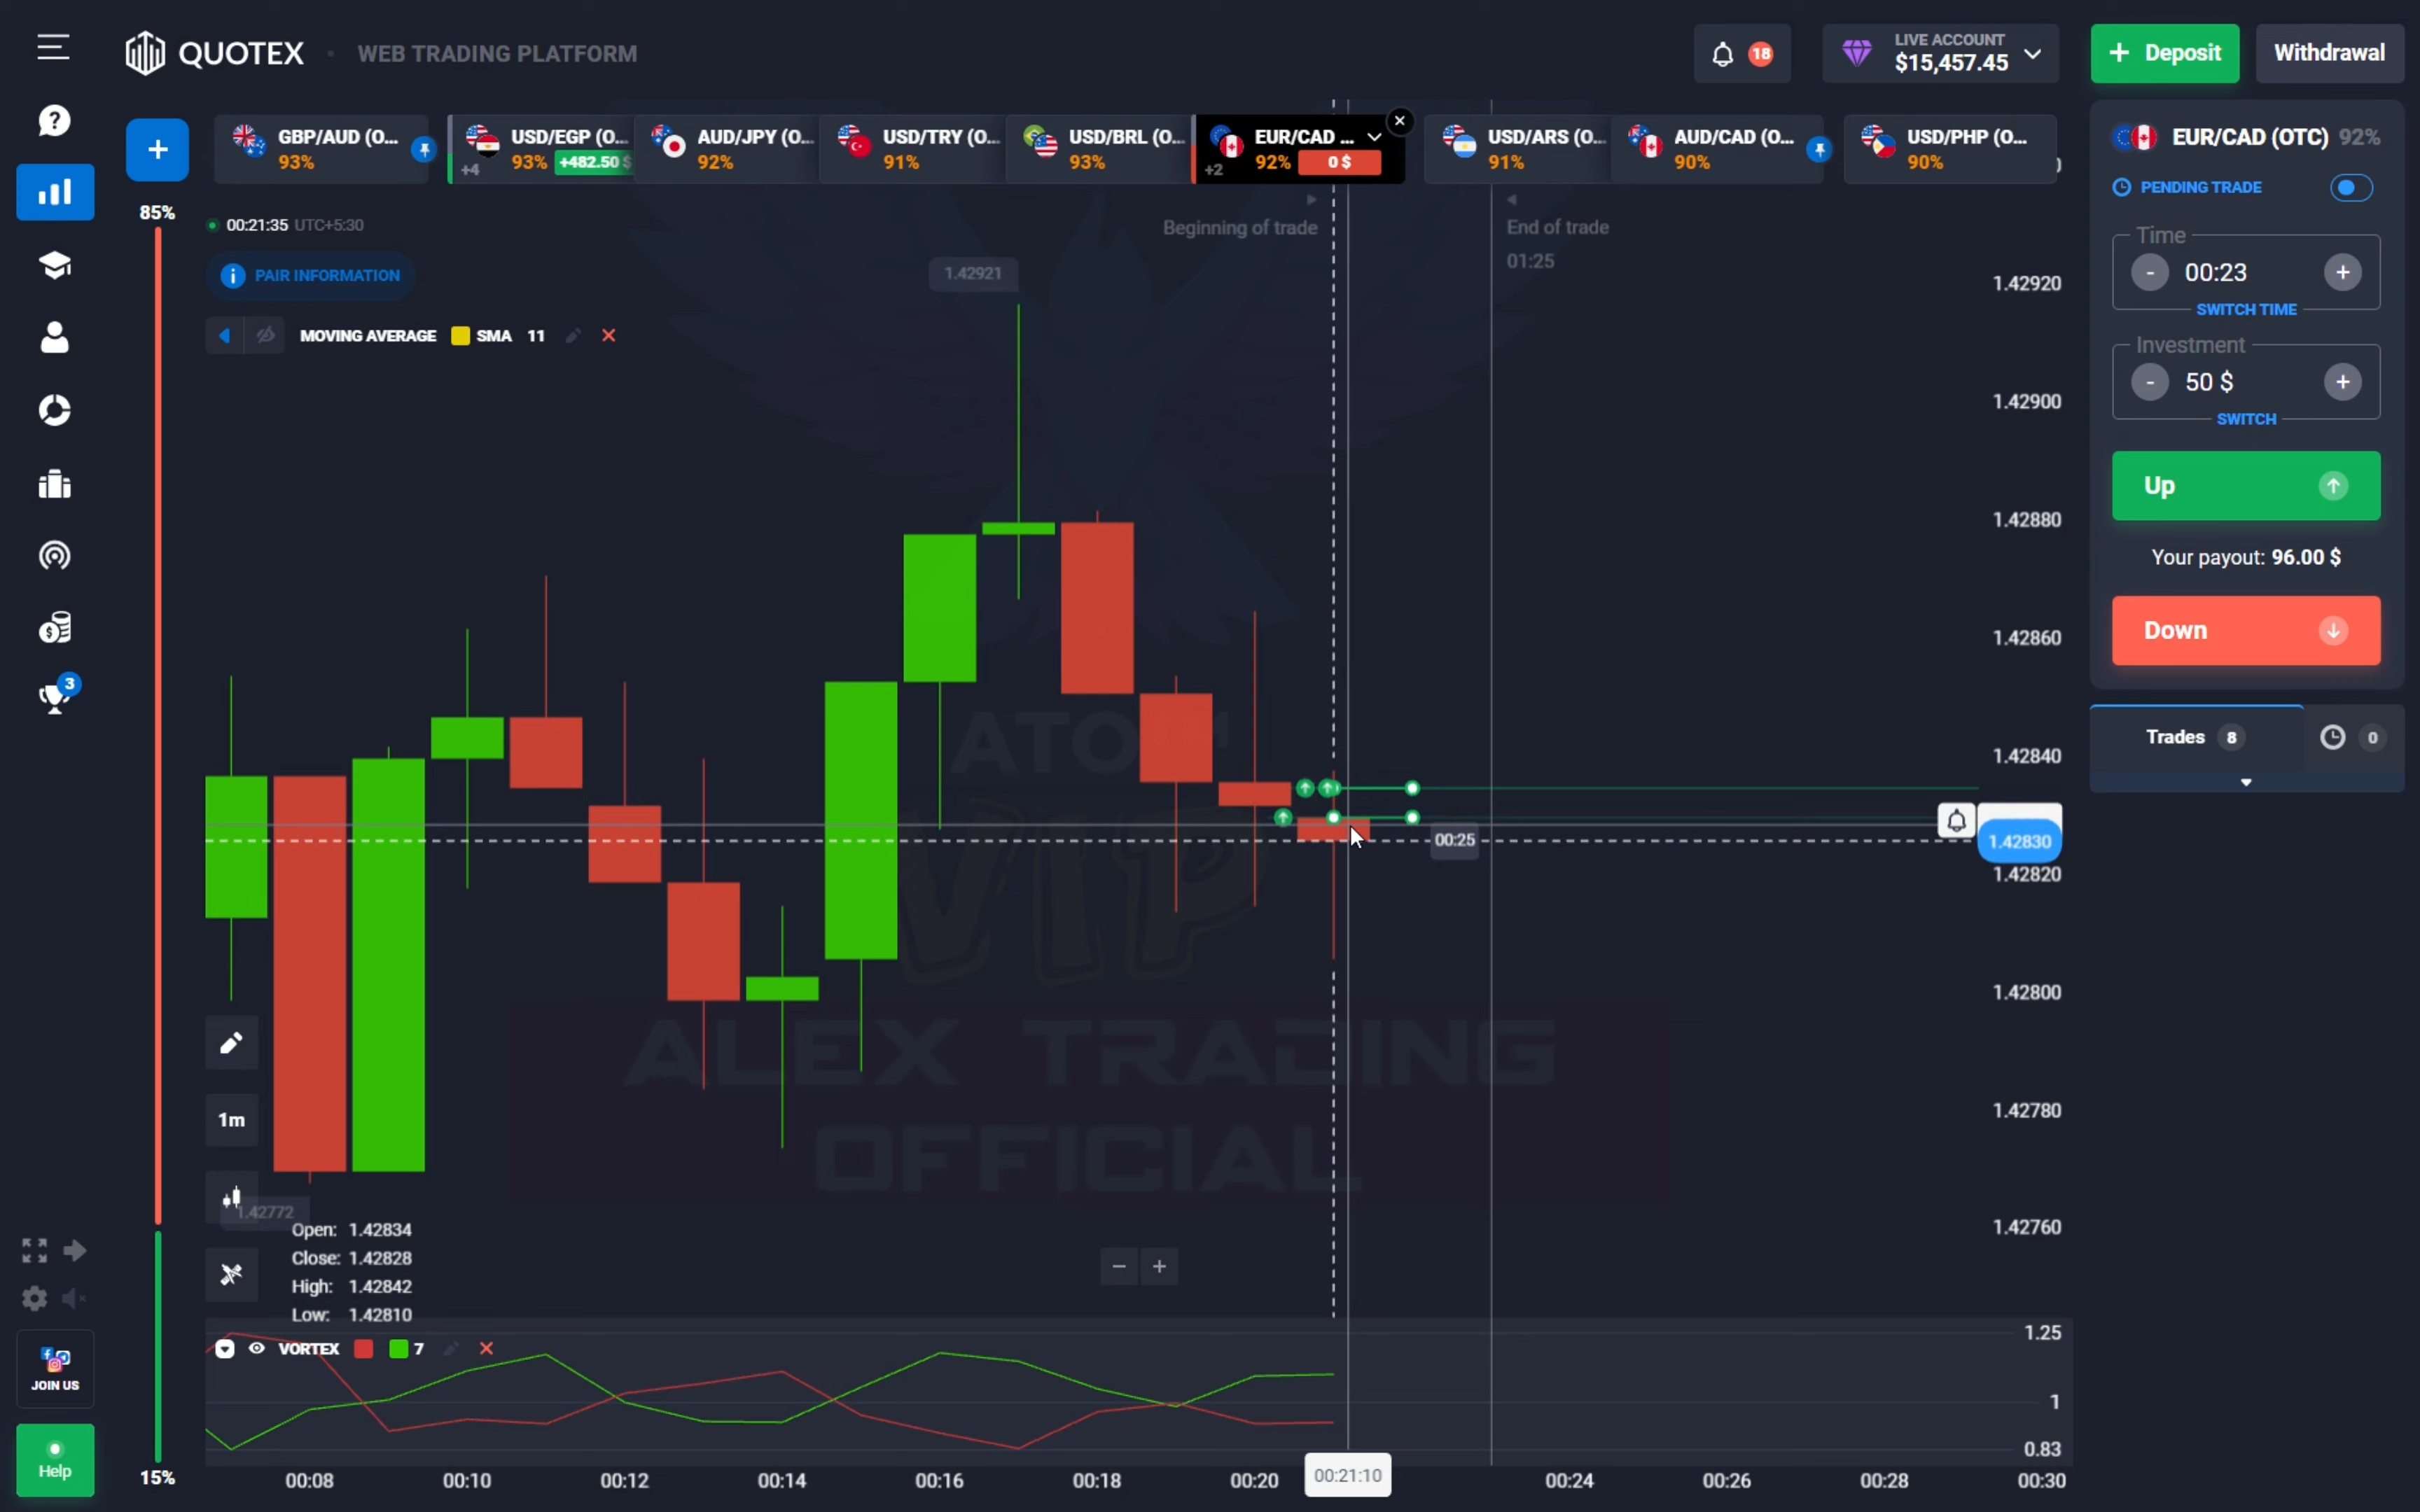 QUOTEX
WEB TRADING PLATFORM
18
LIVE ACCOUNT
$15,457.45
+ Deposit
Withdrawal
+
GBP/AUD (O...
93%
+4
USD/EGP (O...
93% +482.50 $
AUD/JPY (O...
92%
USD/TRY (O...
91%
USD/BRL (O...
93%
+2
EUR/CAD ...
92% 0 $
USD/ARS (O...
91%
AUD/CAD (O...
90%
USD/PHP (O...
90%
85%
00:21:35 UTC+5:30
PAIR INFORMATION
MOVING AVERAGE SMA 11
Beginning of trade
End of trade
01:25
1.42921
1.42920
1.42900
1.42880
1.42860
1.42840
1.42830
1.42820
1.42800
1.42780
1.42760
00:25
VIP
ALEX TRADING
OFFICIAL
1m
1.42772
Open: 1.42834
Close: 1.42828
High: 1.42842
Low: 1.42810
− +
VORTEX 7
1.25
1
0.83
00:08
00:10
00:12
00:14
00:16
00:18
00:20
00:21:10
00:24
00:26
00:28
00:30
3
JOIN US
Help
15%
EUR/CAD (OTC) 92%
PENDING TRADE
Time
- 00:23 +
SWITCH TIME
Investment
- 50 $ +
SWITCH
Up
Your payout: 96.00 $
Down
Trades 8
0